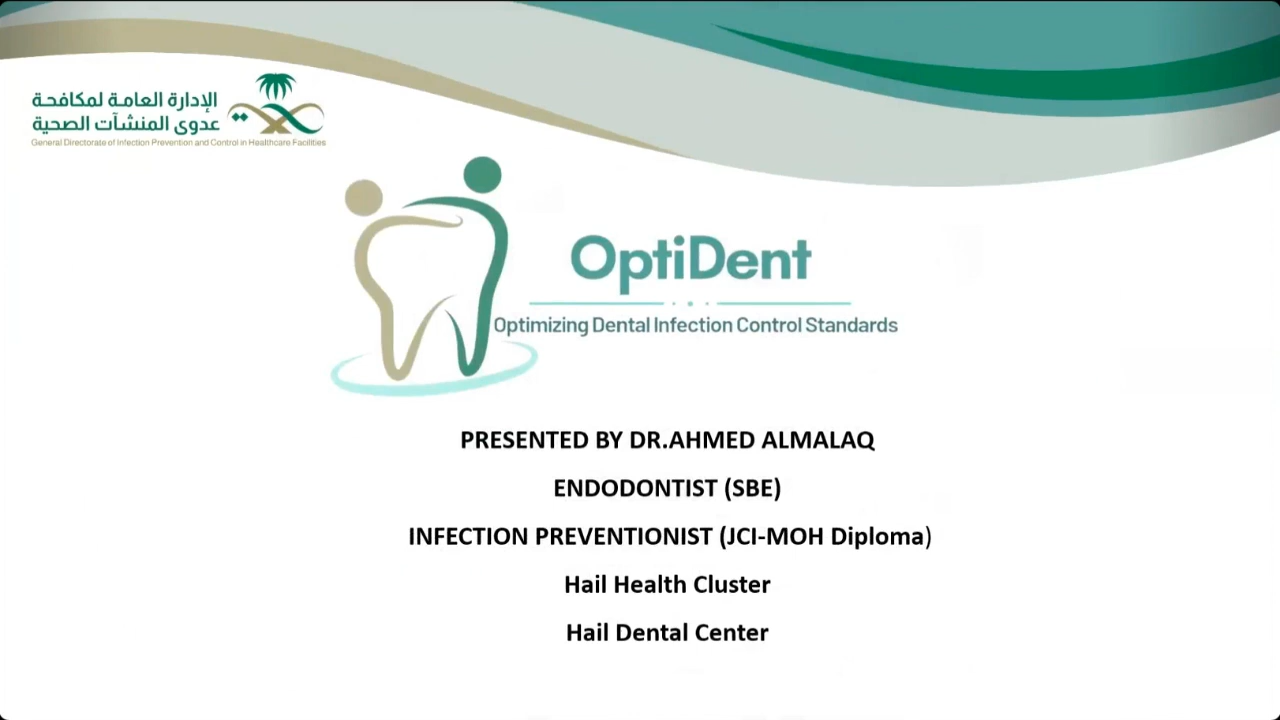 الإدارة العامة لمكافحة
عدوى المنشآت الصحية
General Directorate of Infection Prevention and Control in Healthcare Facilities
OptiDent
Optimizing Dental Infection Control Standards
PRESENTED BY DR.AHMED ALMALAQ
ENDODONTIST (SBE)
INFECTION PREVENTIONIST (JCI-MOH Diploma)
Hail Health Cluster
Hail Dental Center